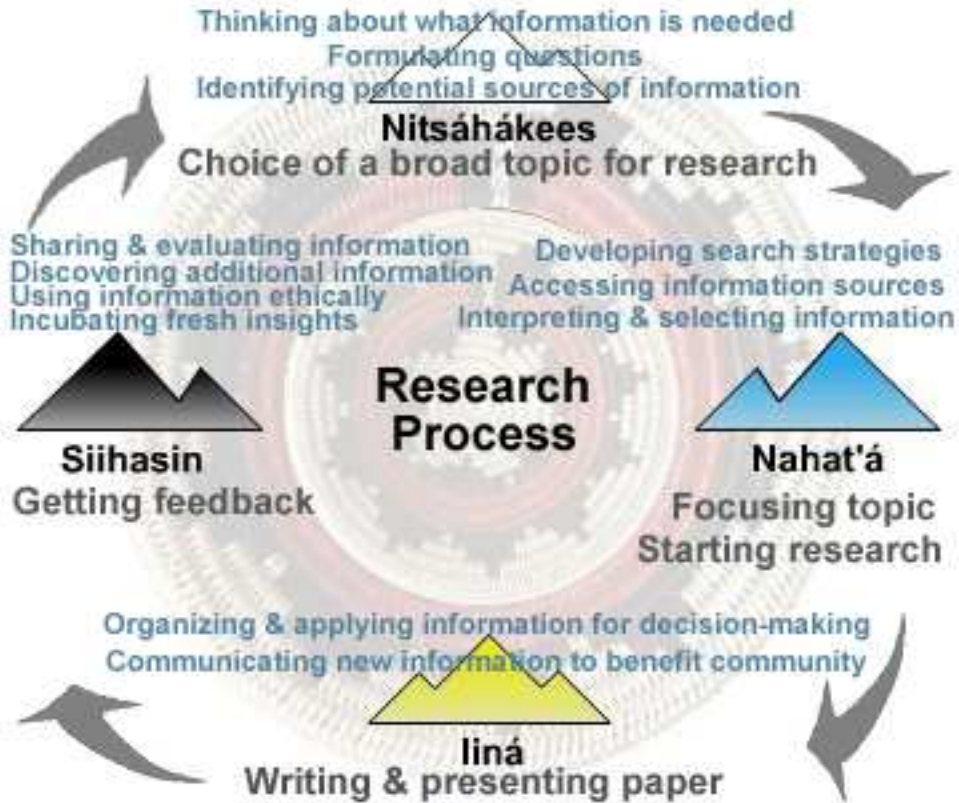 Thinking about what information is needed
Formulating questions
Identifying potential sources of information
Nitsáhákees
Choice of a broad topic for research
Developing search strategies
Accessing information sources
Interpreting & selecting information
Nahat'á
Focusing topic
Starting research
Organizing & applying information for decision-making
Communicating new information to benefit community
Iiná
Writing & presenting paper
Sharing & evaluating information
Discovering additional information
Using information ethically
Incubating fresh insights
Siihasin
Getting feedback
Research
Process